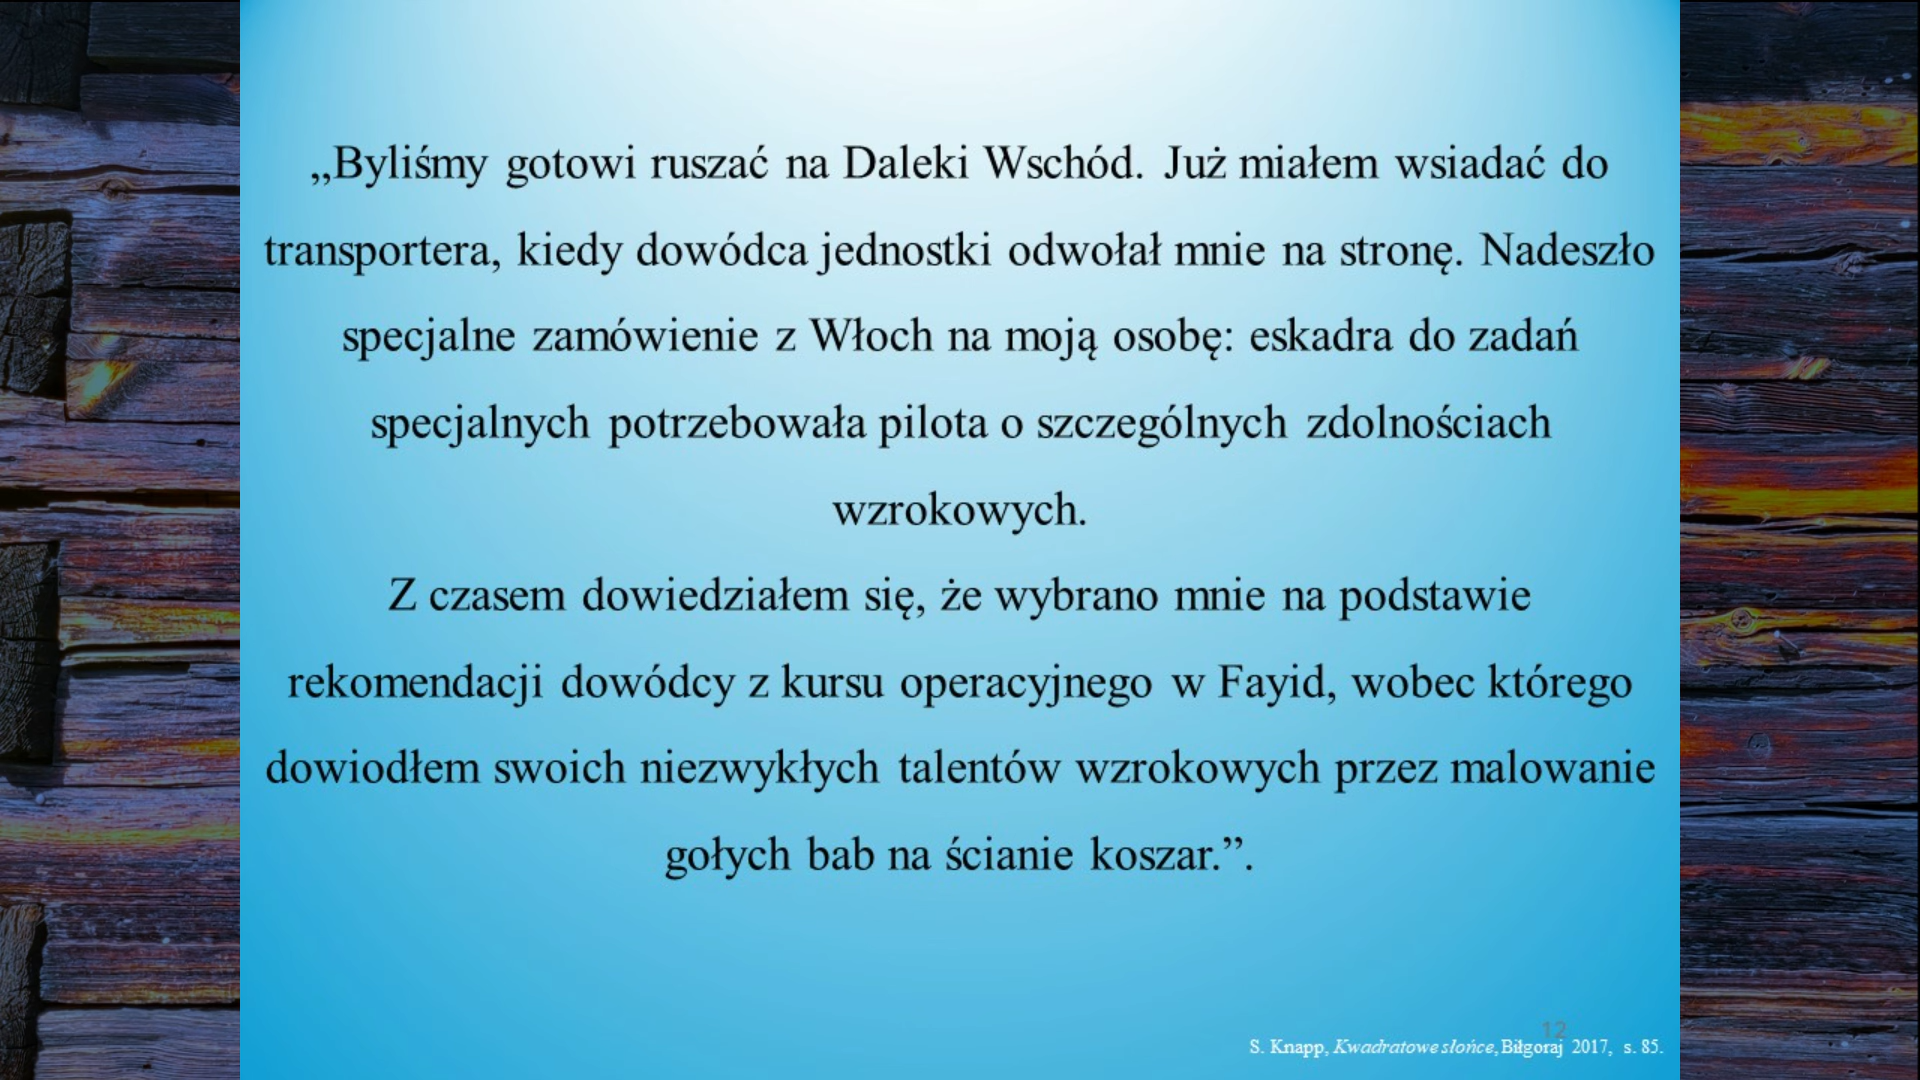 „Byliśmy gotowi ruszać na Daleki Wschód. Już miałem wsiadać do
transportera, kiedy dowódca jednostki odwołał mnie na stronę. Nadeszło
specjalne zamówienie z Włoch na moją osobę: eskadra do zadań
specjalnych potrzebowała pilota o szczególnych zdolnościach
wzrokowych.
Z czasem dowiedziałem się, że wybrano mnie na podstawie
rekomendacji dowódcy z kursu operacyjnego w Fayid, wobec którego
dowiodłem swoich niezwykłych talentów wzrokowych przez malowanie
gołych bab na ścianie koszar.”.
12
S. Knapp, Kwadratowe słońce, Biłgoraj 2017, s. 85.